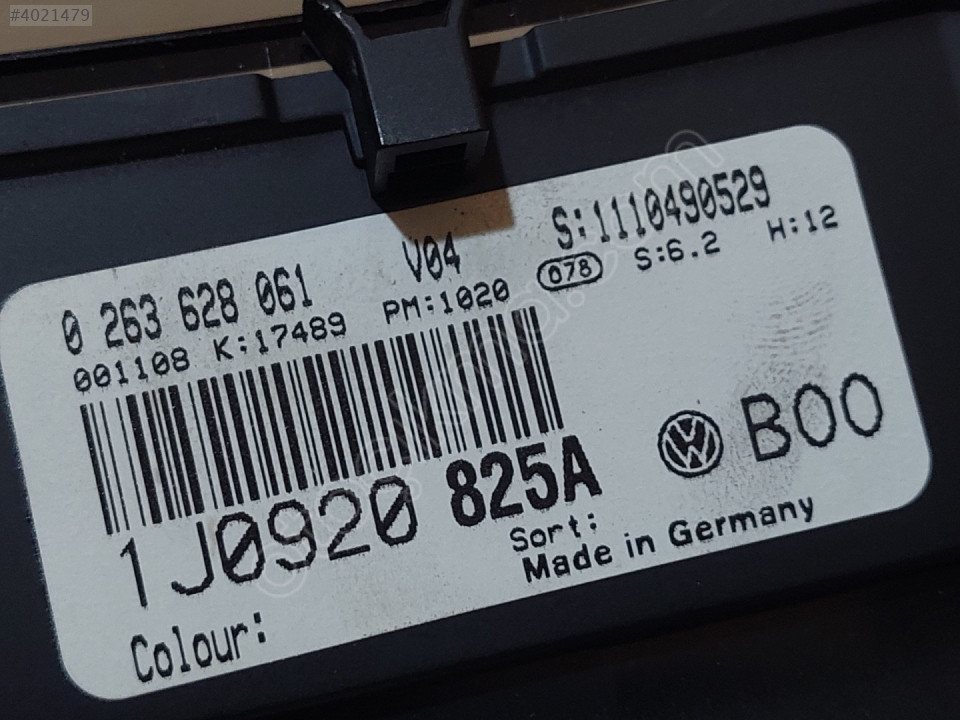 #4021479
0 263 628 061 V04 S:1110490529
001108 K:17489 PM:1020 078 S:6.2 H:12
1J0920 825A VW B00
Sort:
Made in Germany
Colour: